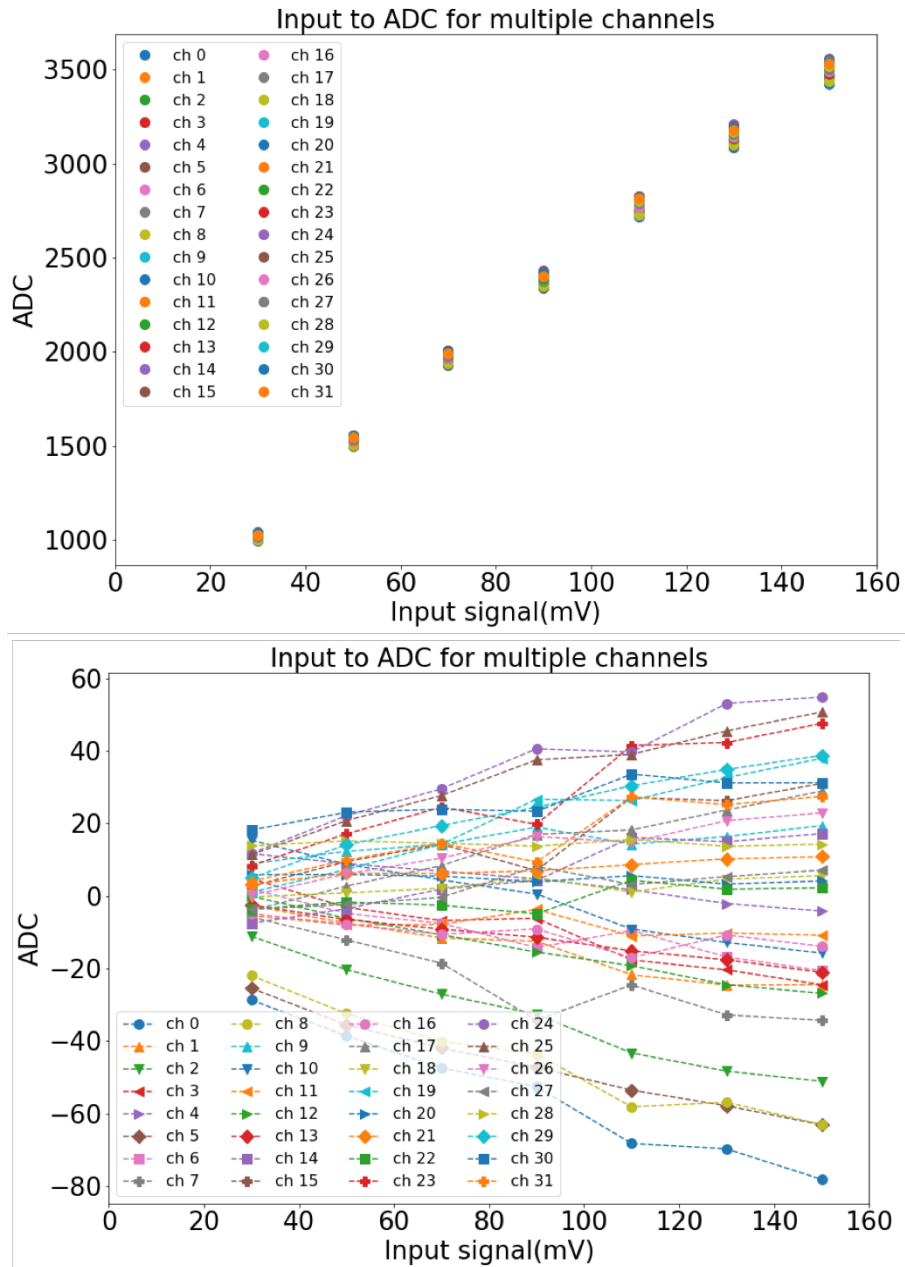 Input to ADC for multiple channels
ch 0 ch 16
ch 1 ch 17
ch 2 ch 18
ch 3 ch 19
ch 4 ch 20
ch 5 ch 21
ch 6 ch 22
ch 7 ch 23
ch 8 ch 24
ch 9 ch 25
ch 10 ch 26
ch 11 ch 27
ch 12 ch 28
ch 13 ch 29
ch 14 ch 30
ch 15 ch 31
3500
3000
2500
2000
1500
1000
ADC
0 20 40 60 80 100 120 140 160
Input signal(mV)
Input to ADC for multiple channels
60
40
20
0
−20
−40
−60
−80
ADC
ch 0 ch 8 ch 16 ch 24
ch 1 ch 9 ch 17 ch 25
ch 2 ch 10 ch 18 ch 26
ch 3 ch 11 ch 19 ch 27
ch 4 ch 12 ch 20 ch 28
ch 5 ch 13 ch 21 ch 29
ch 6 ch 14 ch 22 ch 30
ch 7 ch 15 ch 23 ch 31
0 20 40 60 80 100 120 140 160
Input signal(mV)